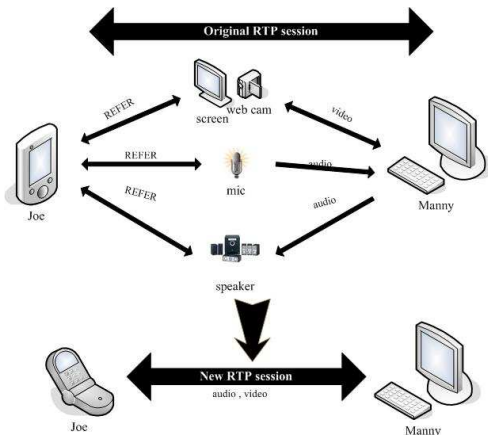 Original RTP session
REFER
web cam
screen
video
REFER
mic
audio
Joe
REFER
audio
Manny
speaker
New RTP session
audio , video
Joe
Manny